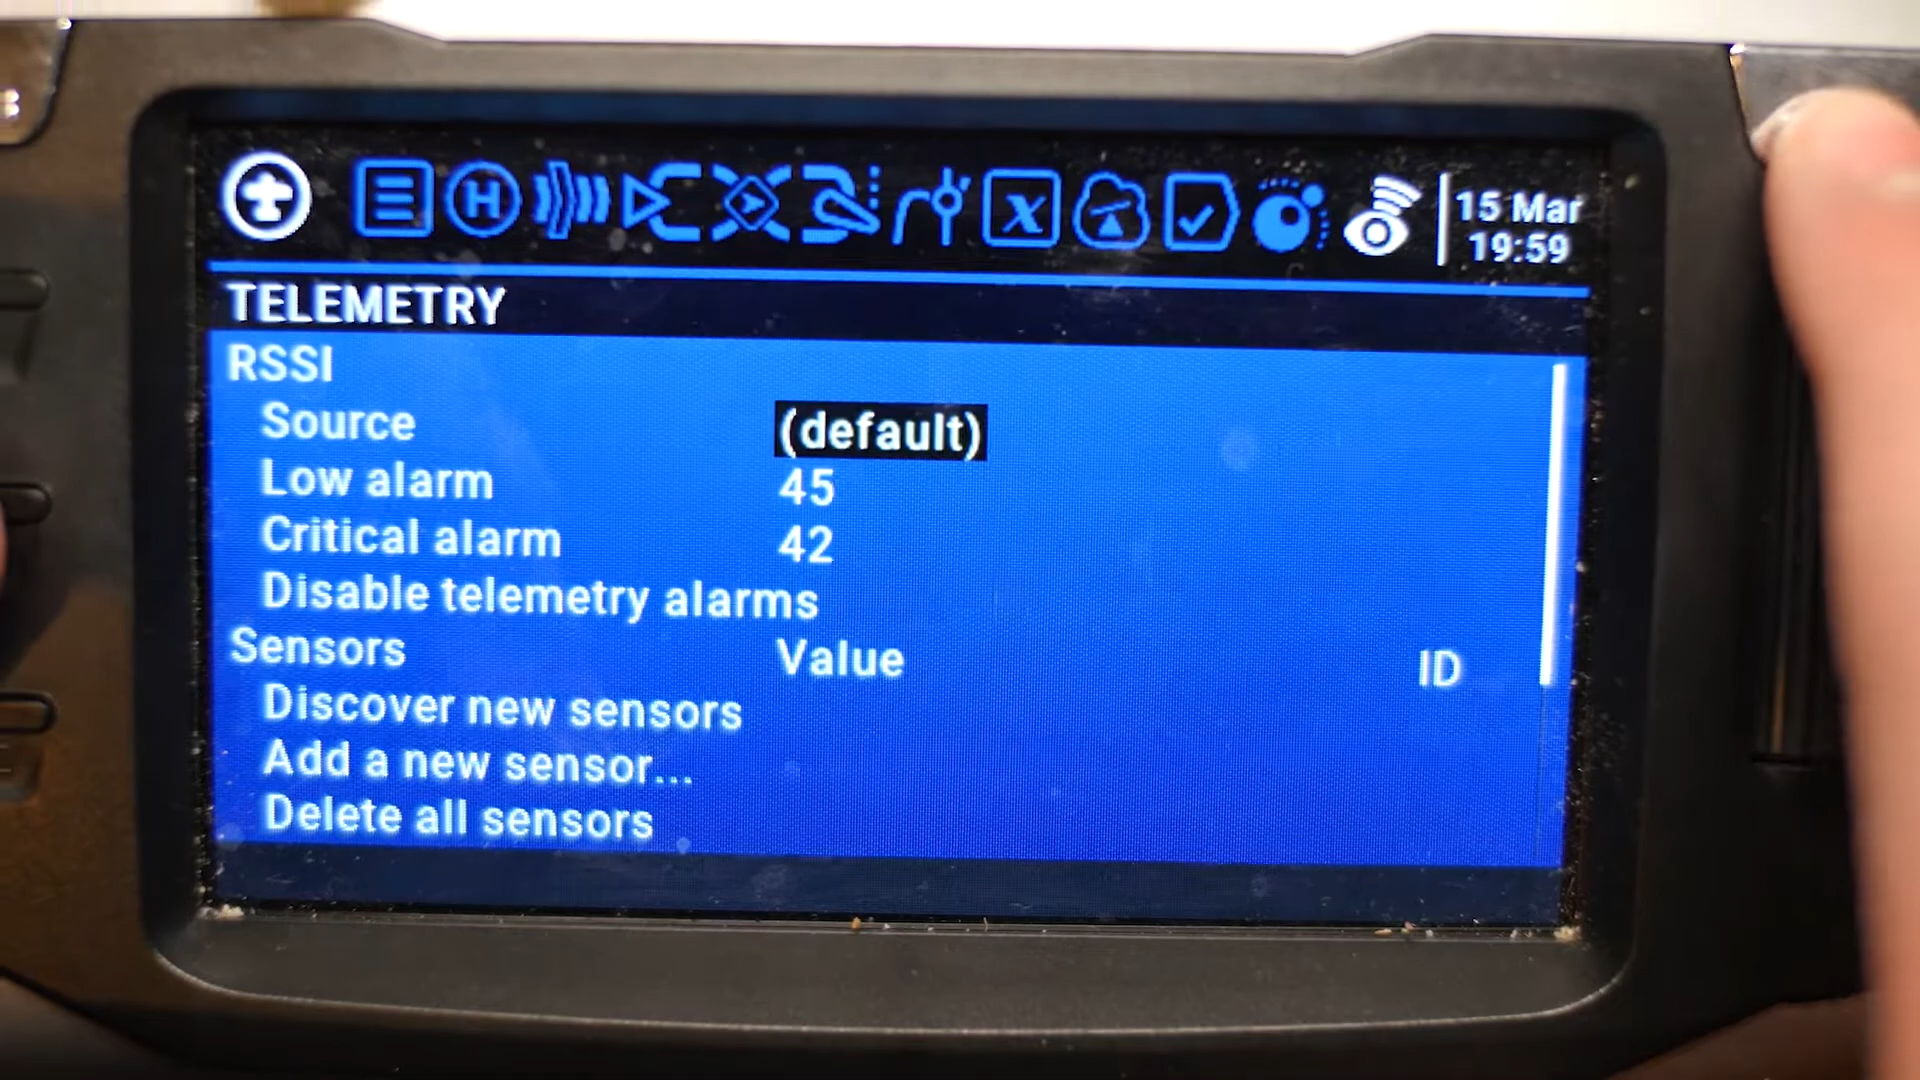 15 Mar
19:59
TELEMETRY
RSSI
Source (default)
Low alarm 45
Critical alarm 42
Disable telemetry alarms
Sensors Value ID
Discover new sensors
Add a new sensor...
Delete all sensors